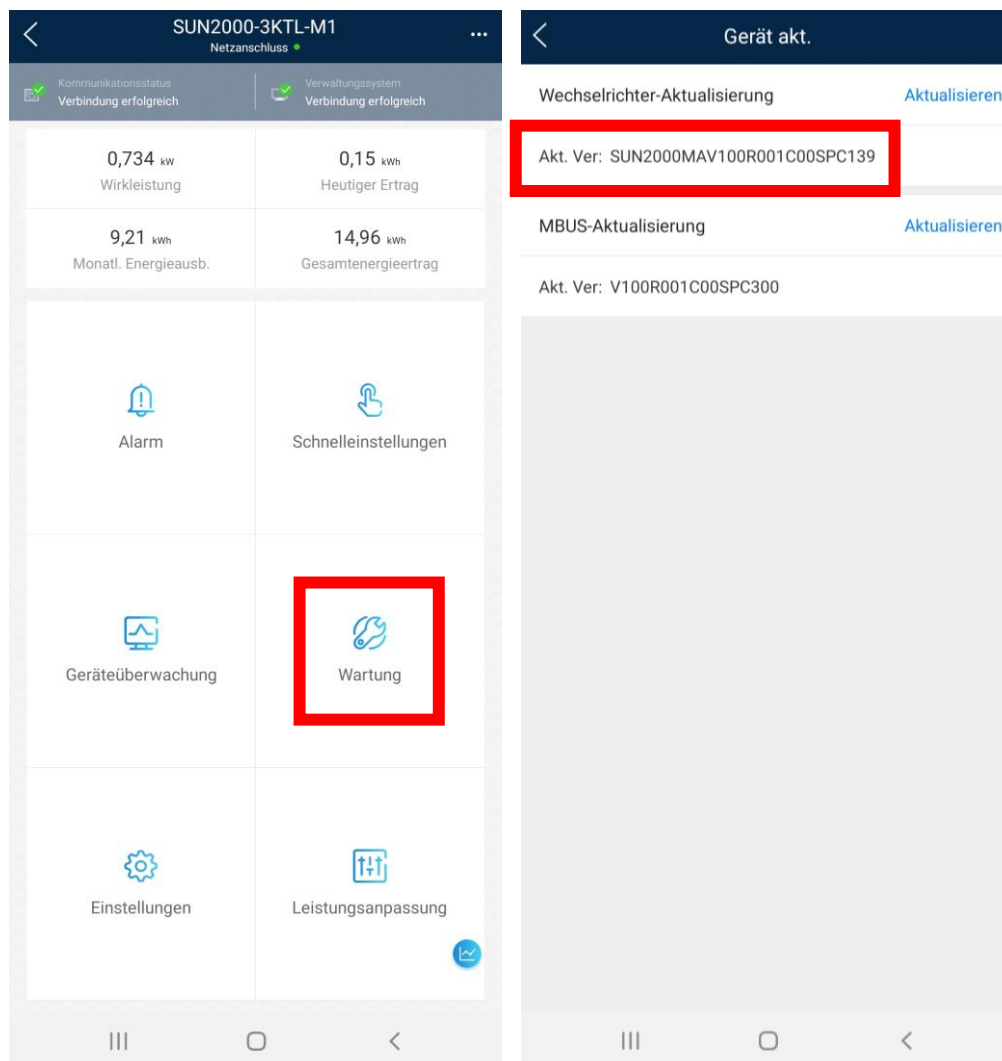 SUN2000-3KTL-M1
Netzanschluss
Kommunikationsstatus
Verbindung erfolgreich
Verwaltungssystem
Verbindung erfolgreich
0,734 kW
Wirkleistung
0,15 kWh
Heutiger Ertrag
9,21 kWh
Monatl. Energieausb.
14,96 kWh
Gesamtenergieertrag
Alarm
Schnelleinstellungen
Geräteüberwachung
Wartung
Einstellungen
Leistungsanpassung
Gerät akt.
Wechselrichter-Aktualisierung Aktualisieren
Akt. Ver: SUN2000MAV100R001C00SPC139
MBUS-Aktualisierung Aktualisieren
Akt. Ver: V100R001C00SPC300